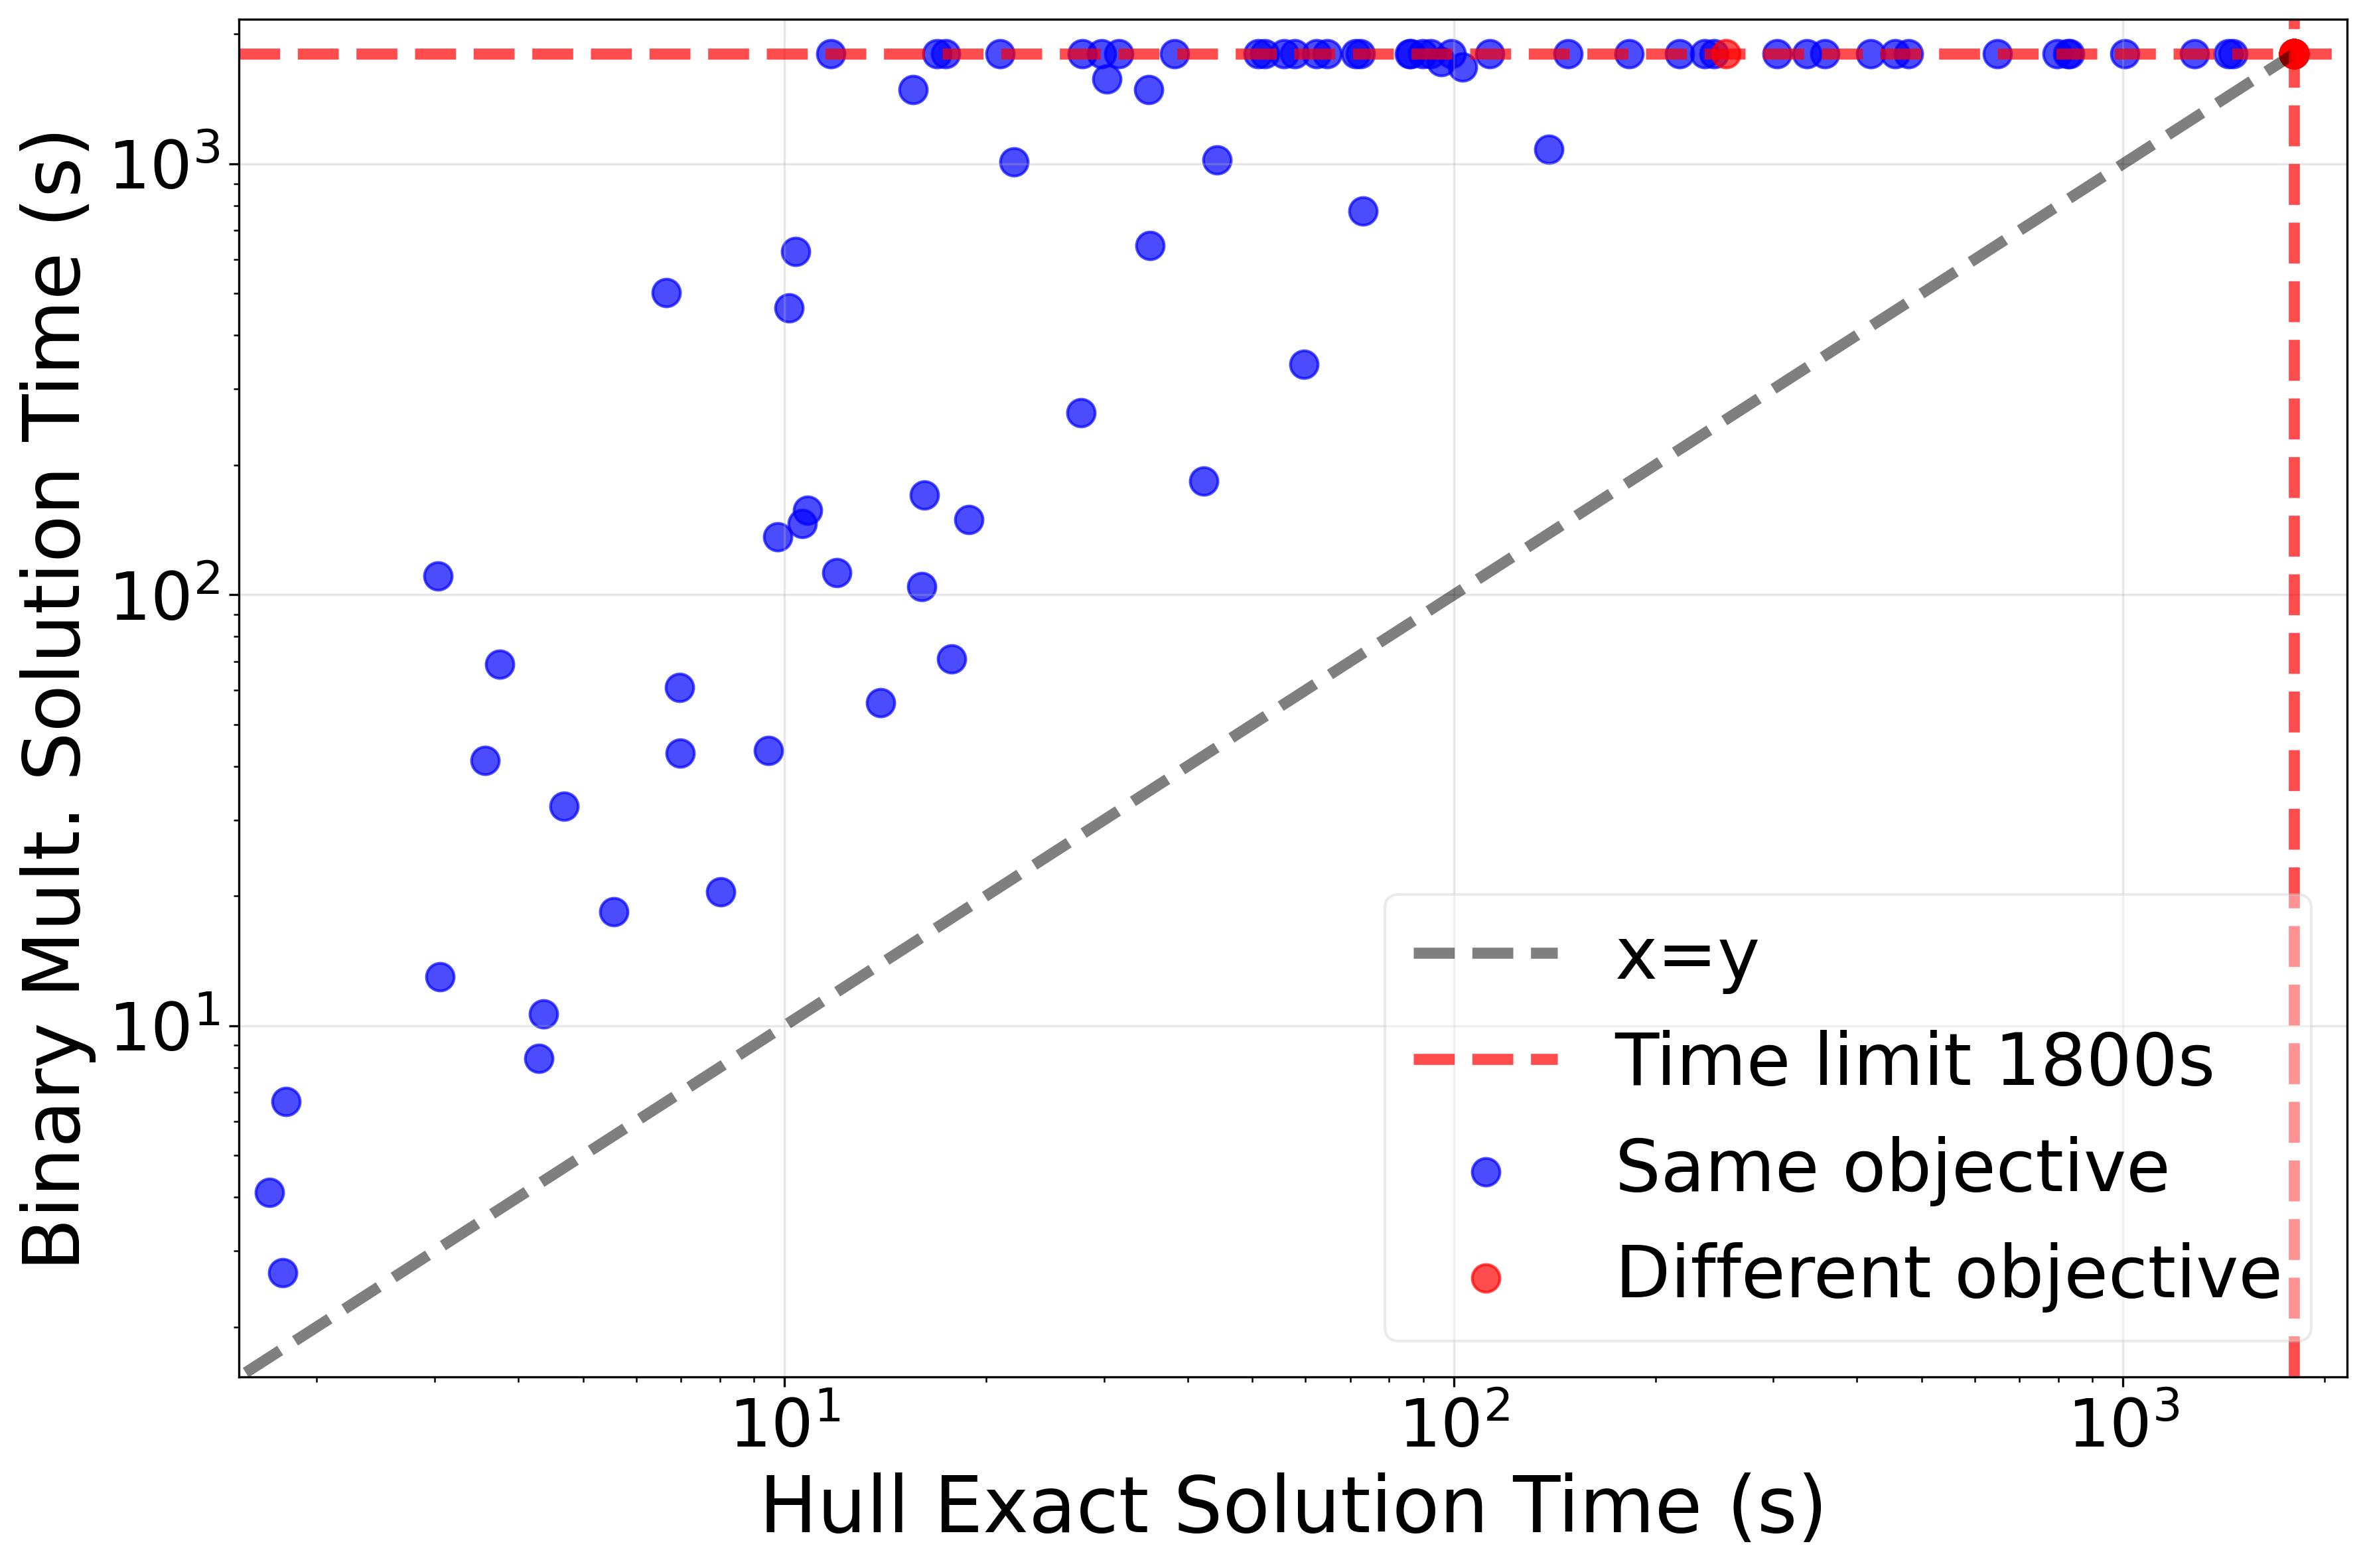 Binary Mult. Solution Time (s)
10³
10²
10¹
x=y
Time limit 1800s
Same objective
Different objective
10¹
10²
10³
Hull Exact Solution Time (s)